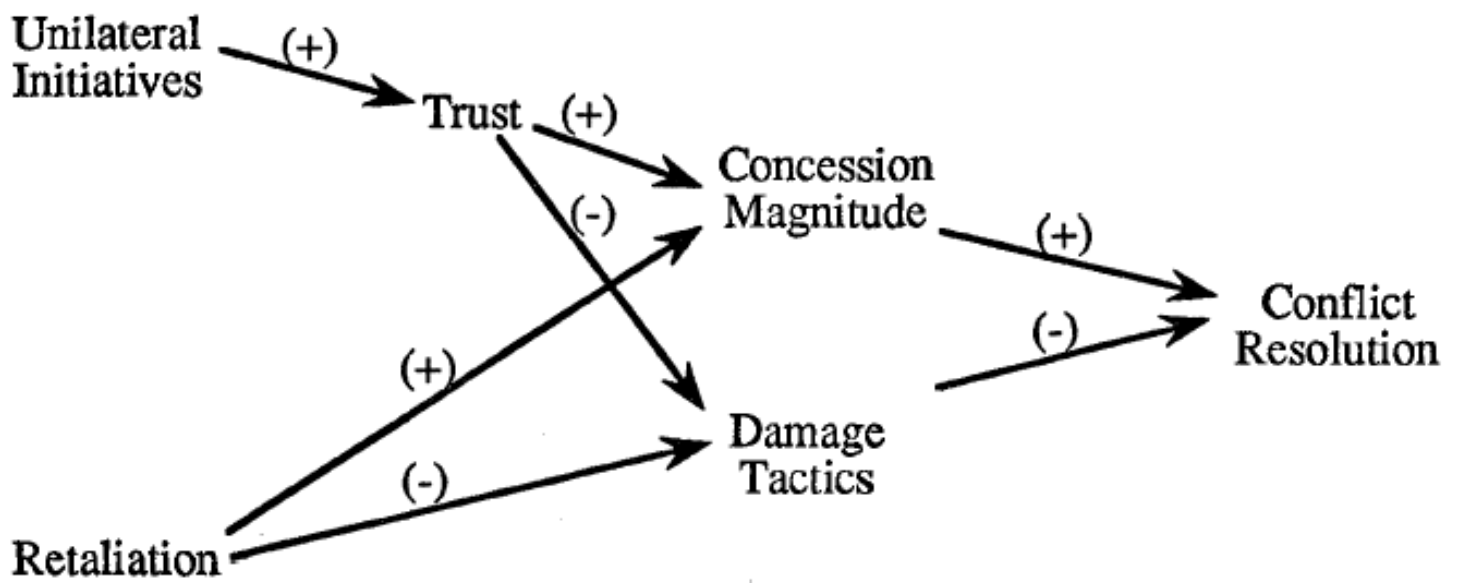 Unilateral
Initiatives
(+)
Trust
(+)
(-)
Concession
Magnitude
(+)
(+)
(-)
Conflict
Resolution
(-)
Damage
Tactics
Retaliation